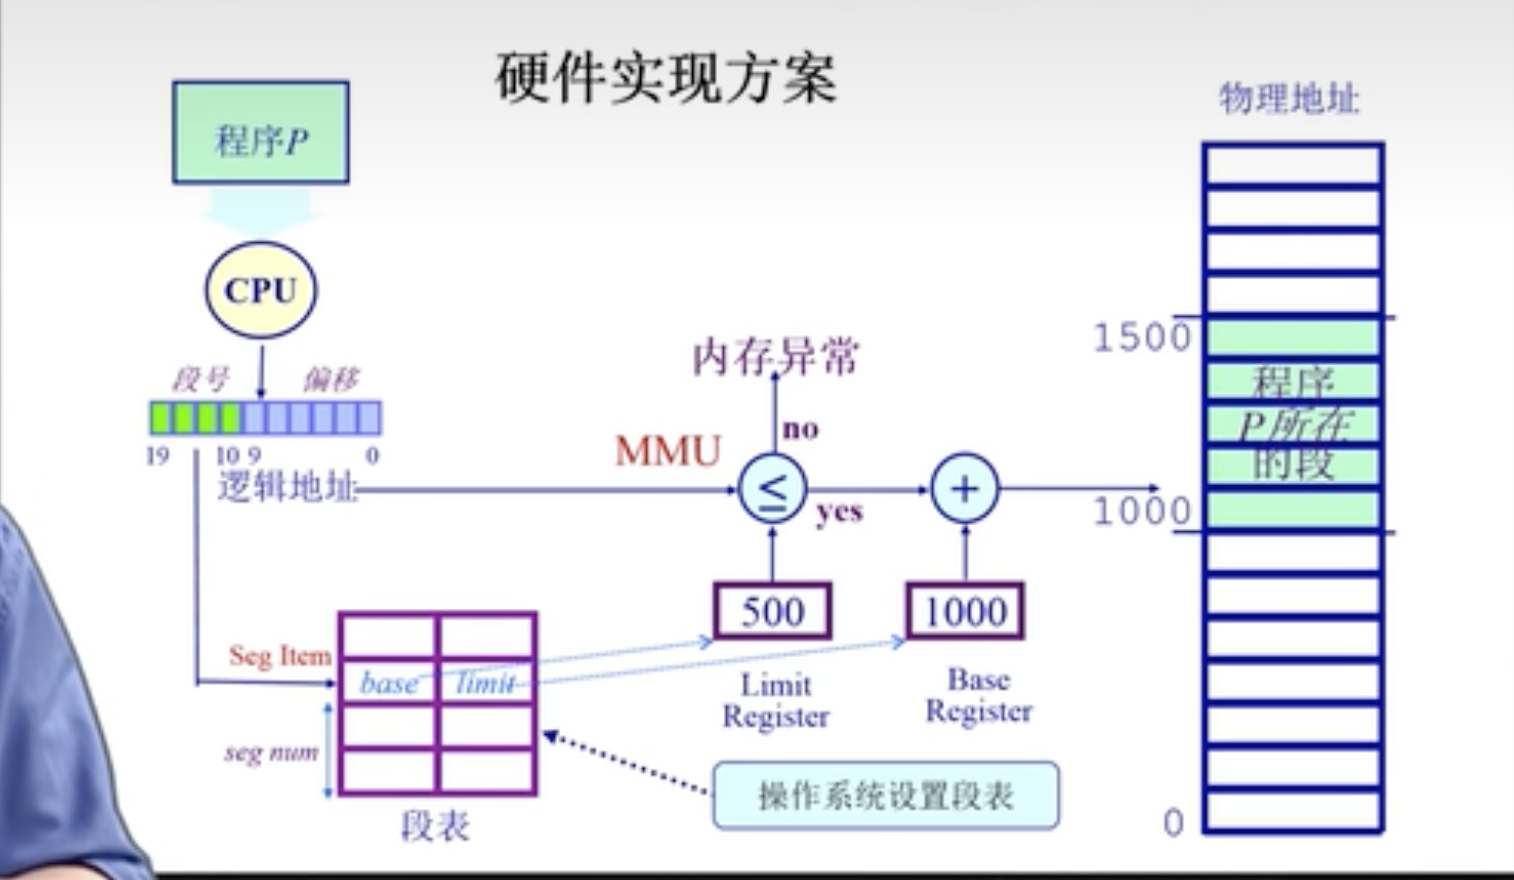 硬件实现方案
物理地址
程序P
CPU
段号
偏移
19
10
9
0
逻辑地址
内存异常
no
MMU
≤
yes
+
1500
程序
P所在
的段
1000
500
1000
Limit
Register
Base
Register
Seg Item
base
limit
seg num
段表
操作系统设置段表
0